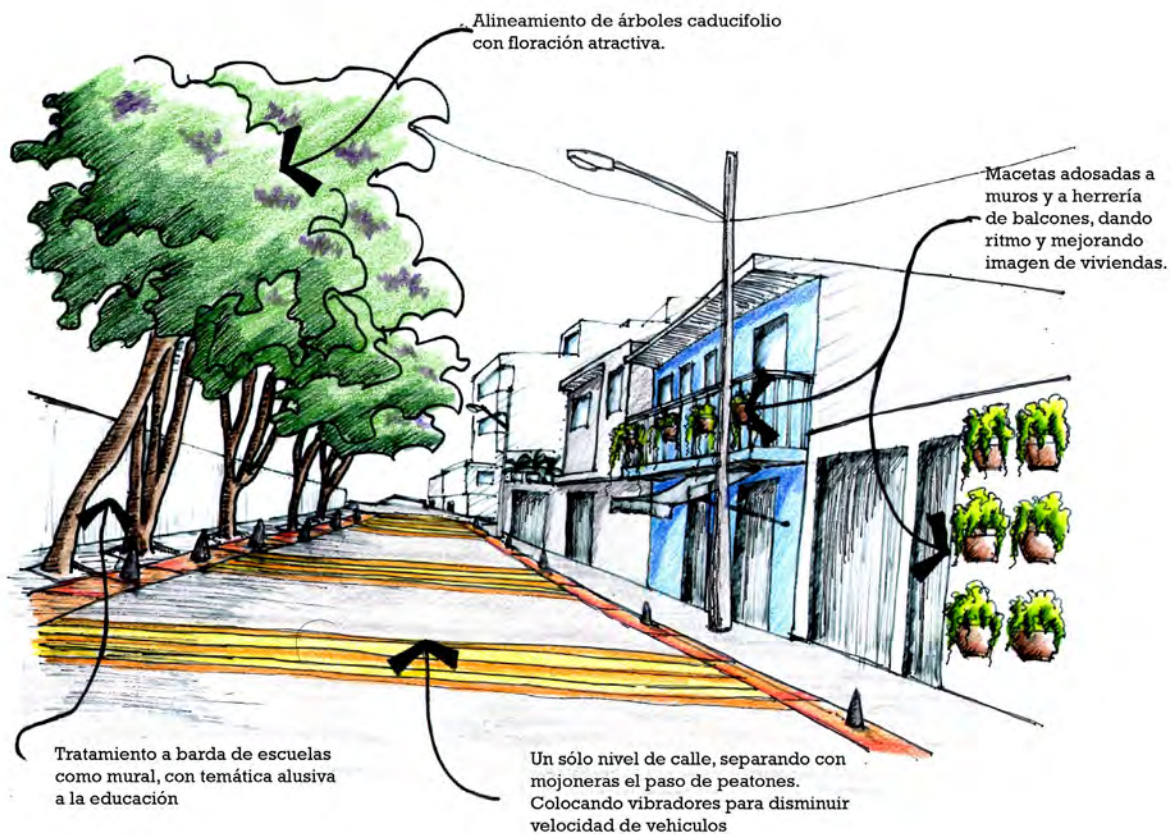 Alineamiento de árboles caducifolio
con floración atractiva.
Macetas adosadas a
muros y a herrería
de balcones, dando
ritmo y mejorando
imagen de viviendas.
Tratamiento a barda de escuelas
como mural, con temática alusiva
a la educación
Un sólo nivel de calle, separando con
mojoneras el paso de peatones.
Colocando vibradores para disminuir
velocidad de vehiculos